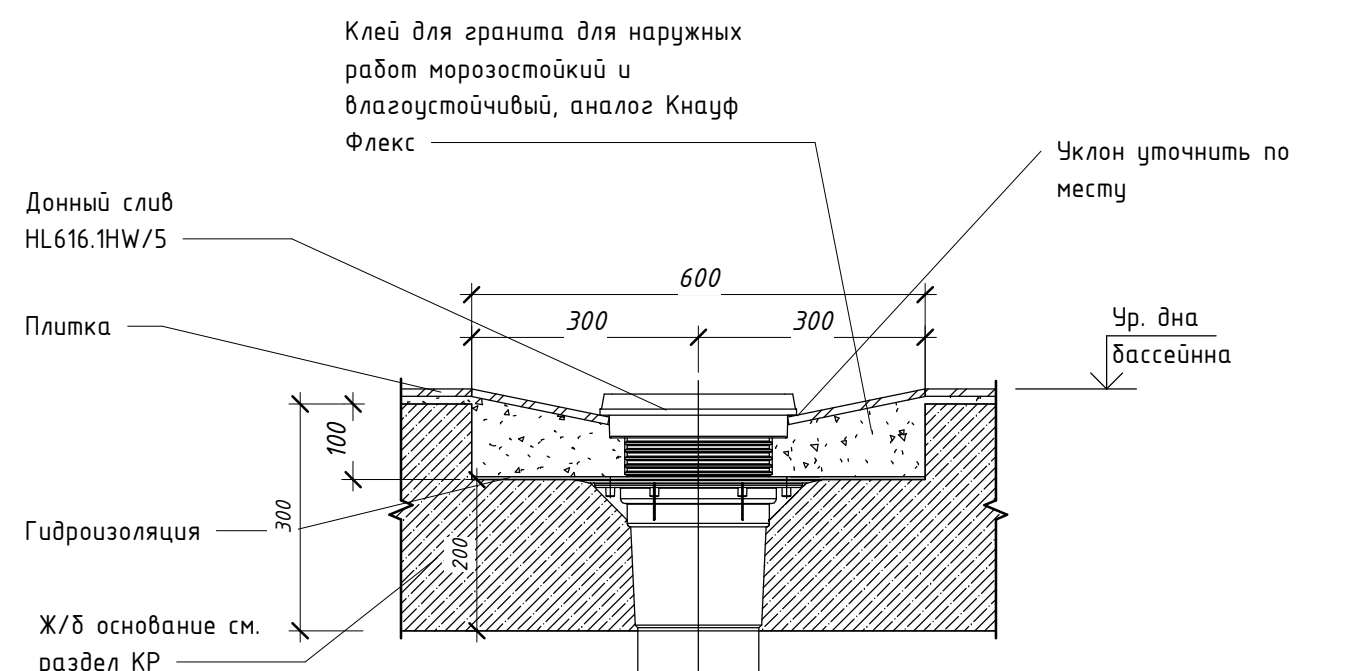 Клей для гранита для наружных
работ морозостойкий и
влагоустойчивый, аналог Кнауф
Флекс
Уклон уточнить по
месту
Донный слив
HL616.1HW/5
600
300
300
Плитка
Ур. дна
бассейнна
100
300
Гидроизоляция
200
Ж/б основание см.
раздел КР